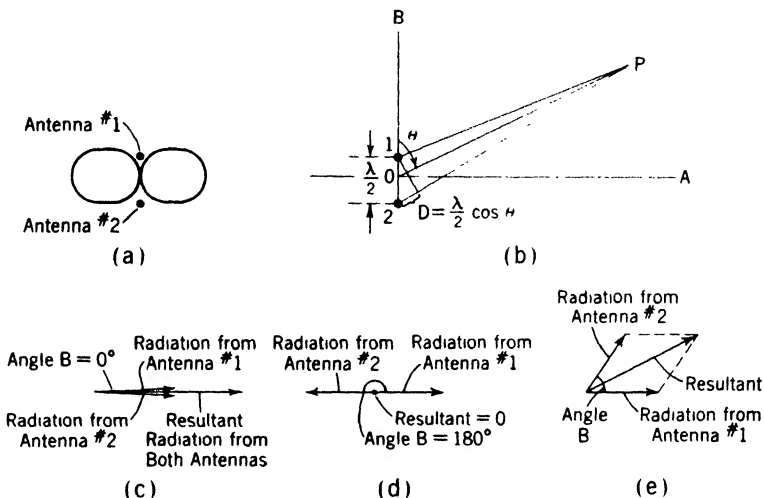 Antenna #1
Antenna #2
(a)
B
P
1
н
λ/2
0
A
2
D=λ/2 cos н
(b)
Angle B=0°
Radiation from
Antenna #1
Radiation from
Antenna #2
Resultant
Radiation from
Both Antennas
(c)
Radiation from
Antenna #2
Radiation from
Antenna #1
Resultant=0
Angle B=180°
(d)
Radiation from
Antenna #2
Resultant
Angle
B
Radiation from
Antenna #1
(e)